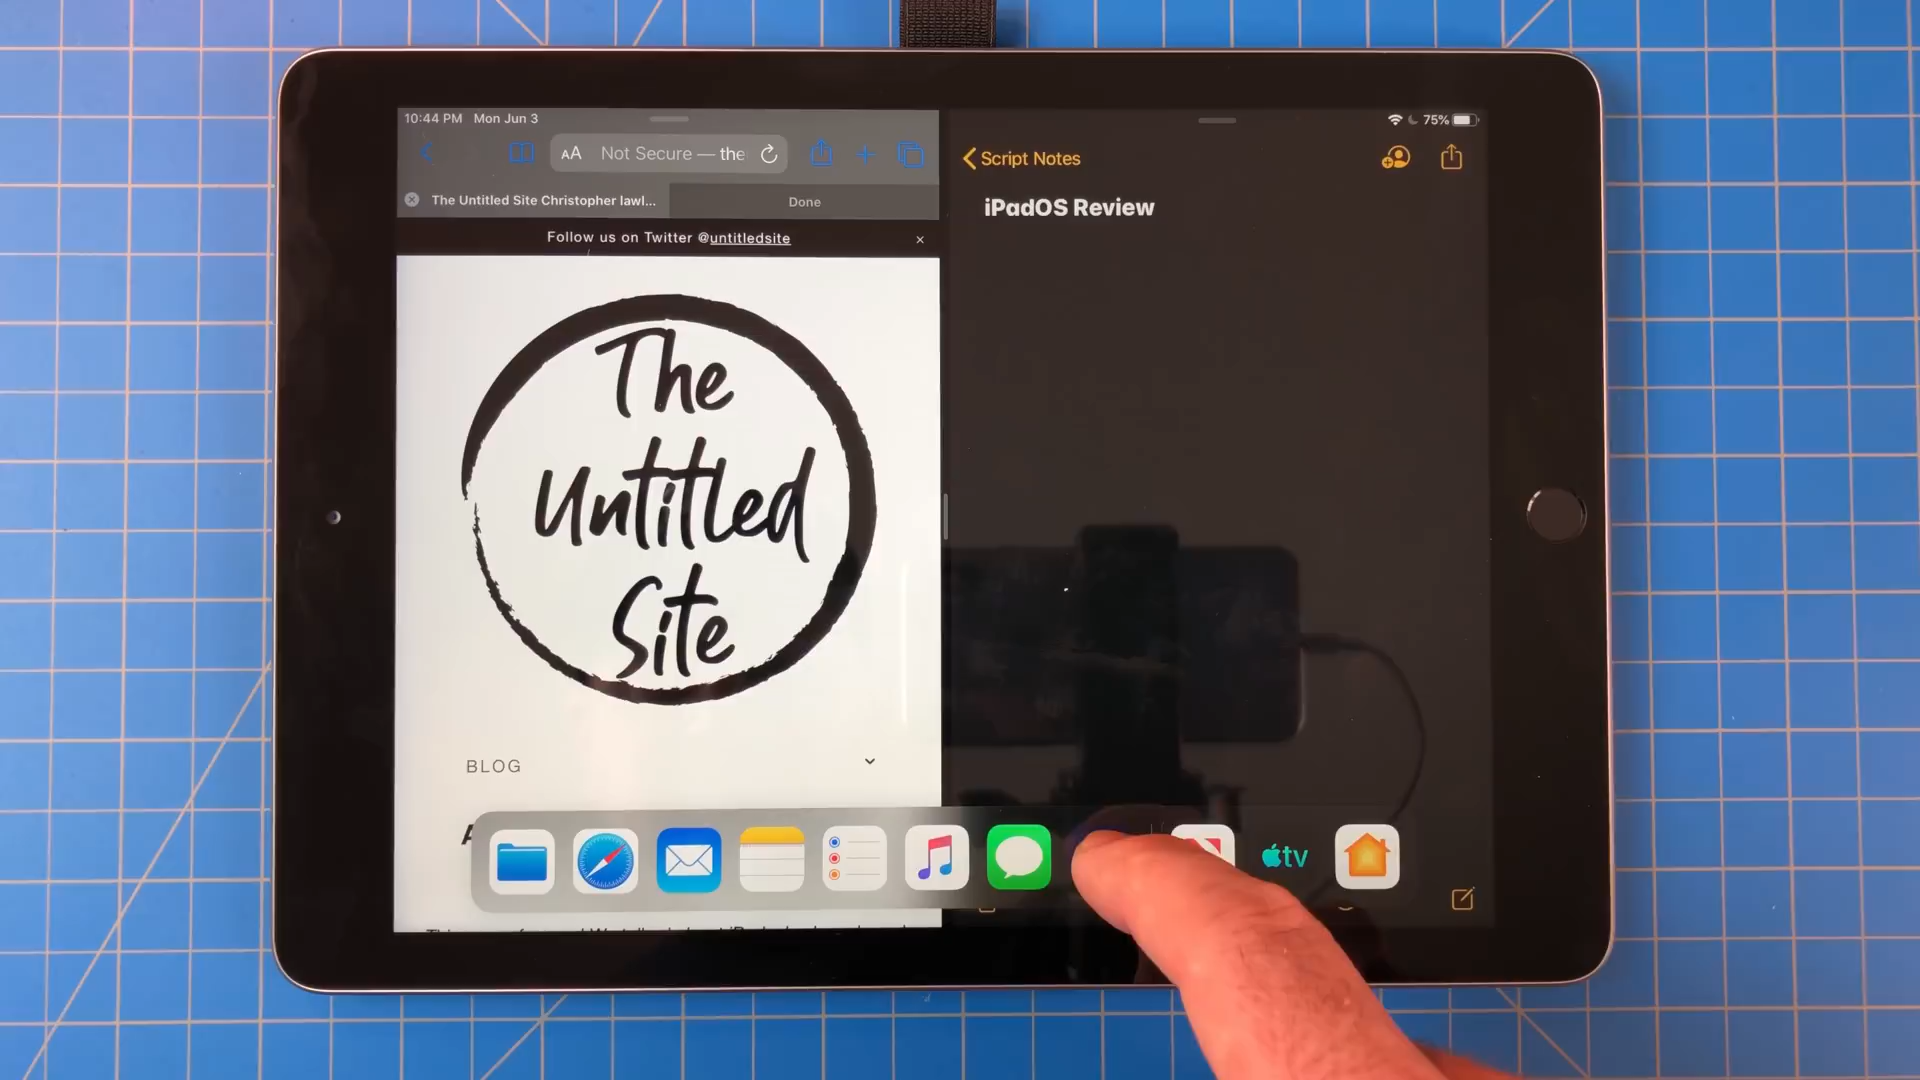 10:44 PM Mon Jun 3
75%
AA Not Secure — the
Script Notes
The Untitled Site Christopher lawl...
Done
iPadOS Review
Follow us on Twitter @untitledsite
The
Untitled
Site
BLOG
tv